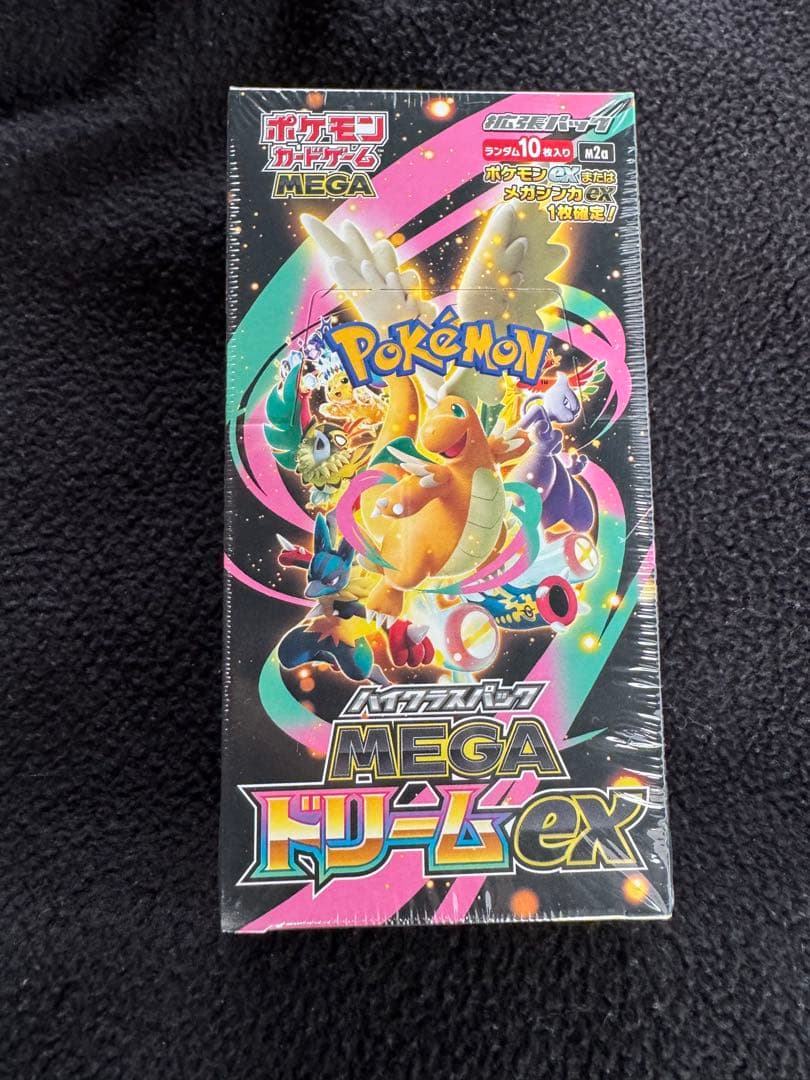 ポケモン
カードゲーム
MEGA
拡張パック
ランダム10枚入り
M2a
ポケモンexまたは
メガシンカex
1枚確定!
POKéMON
ハイクラスパック
MEGA
ドリームex